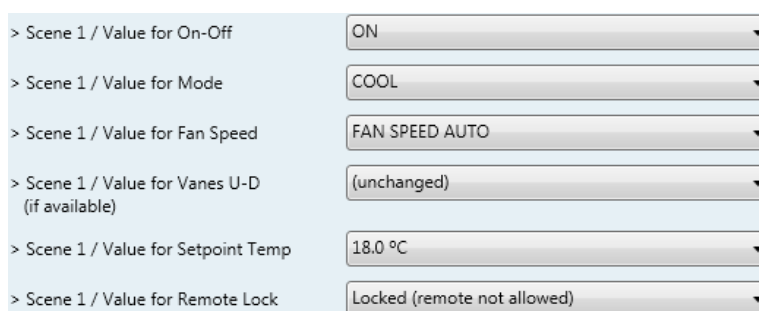 > Scene 1 / Value for On-Off
ON
> Scene 1 / Value for Mode
COOL
> Scene 1 / Value for Fan Speed
FAN SPEED AUTO
> Scene 1 / Value for Vanes U-D
(if available)
(unchanged)
> Scene 1 / Value for Setpoint Temp
18.0 ºC
> Scene 1 / Value for Remote Lock
Locked (remote not allowed)